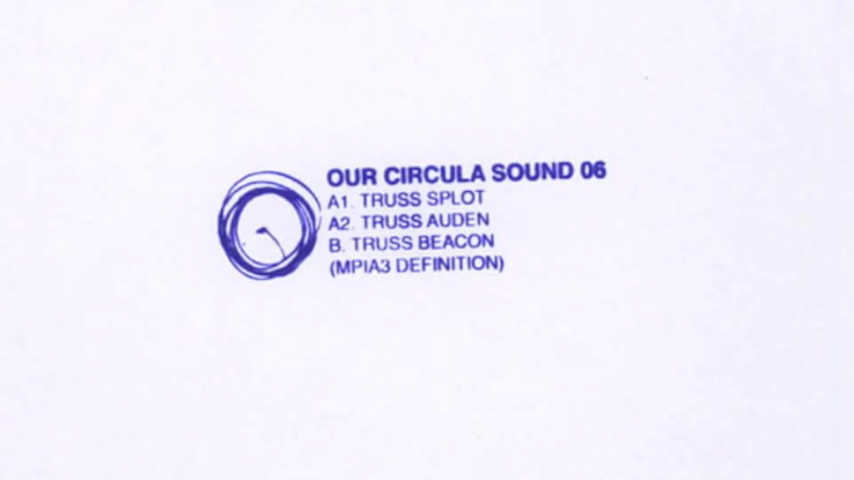 OUR CIRCULA SOUND 06
A1. TRUSS SPLOT
A2. TRUSS AUDEN
B. TRUSS BEACON
(MPIA3 DEFINITION)